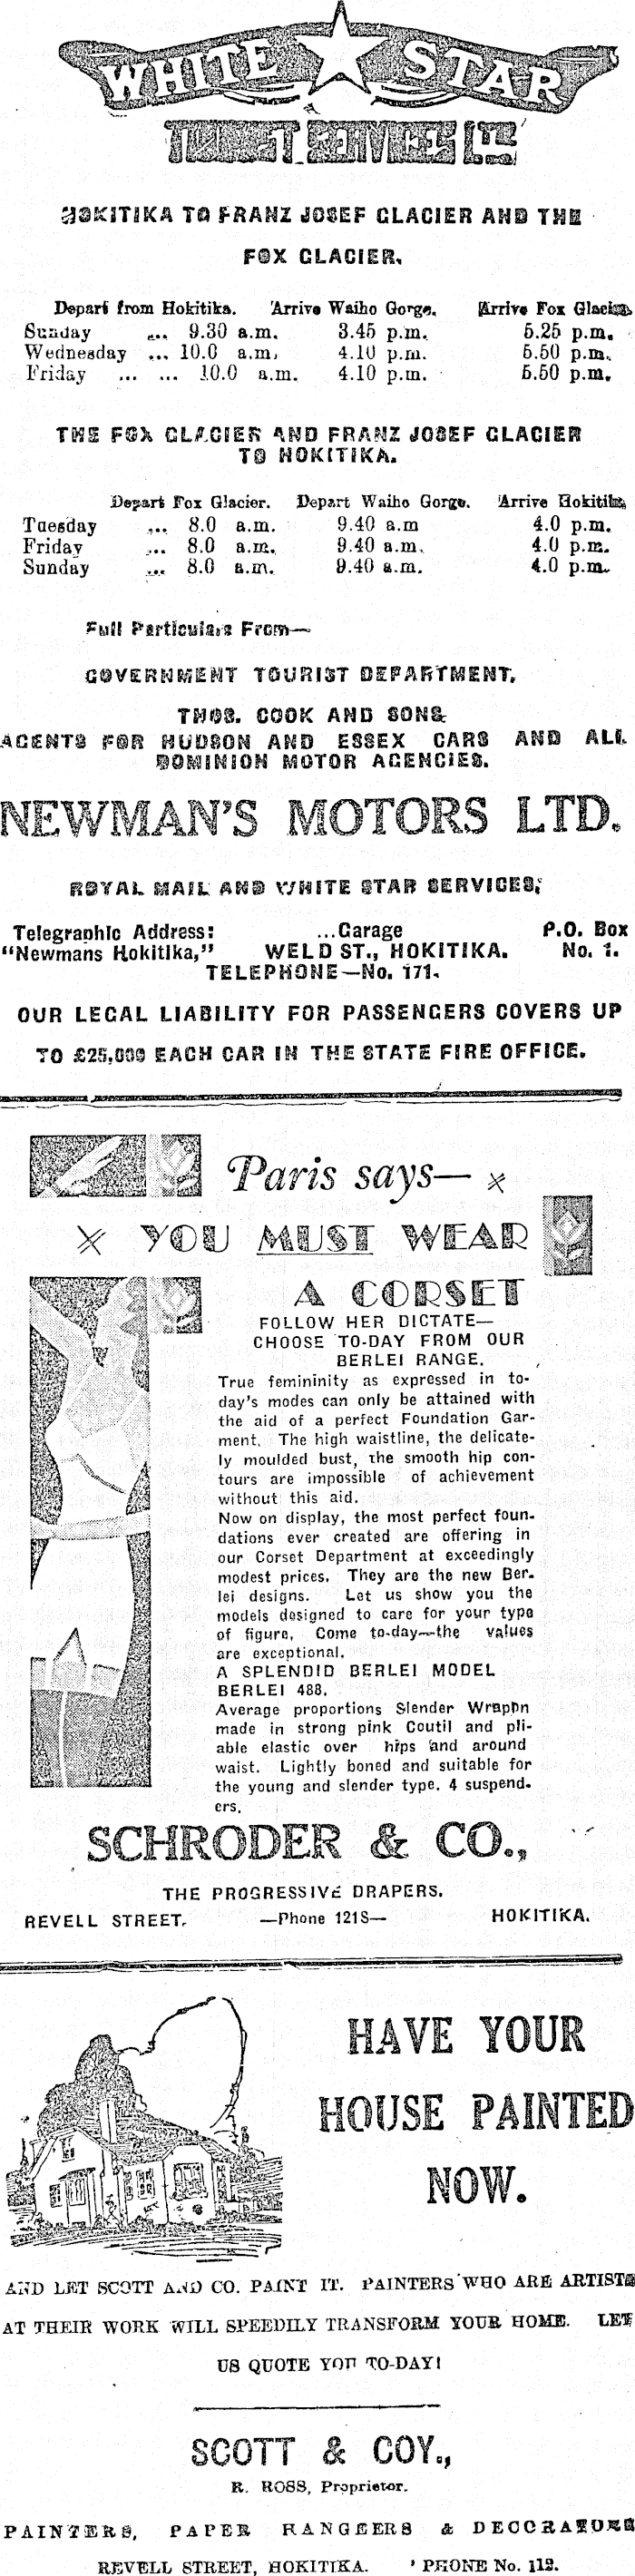 WHITE STAR
TOURIST SERVICES LTD
HOKITIKA TO FRANZ JOSEF GLACIER AND THE
FOX GLACIER.
Depart from Hokitika. Arrive Waiho Gorge. Arrive Fox Glacier
Sunday ... 9.30 a.m. 3.45 p.m. 5.25 p.m.
Wednesday ... 10.0 a.m. 4.10 p.m. 5.50 p.m.
Friday ... ... 10.0 a.m. 4.10 p.m. 5.50 p.m.
THE FOX GLACIER AND FRANZ JOSEF GLACIER
TO HOKITIKA.
Depart Fox Glacier. Depart Waiho Gorge. Arrive Hokitika,
Tuesday ... 8.0 a.m. 9.40 a.m 4.0 p.m.
Friday ... 8.0 a.m. 9.40 a.m. 4.0 p.m.
Sunday ... 8.0 a.m. 9.40 a.m. 4.0 p.m.
Full Particulars From—
GOVERNMENT TOURIST DEPARTMENT.
THOS. COOK AND SONS.
AGENTS FOR HUDSON AND ESSEX CARS AND ALL
DOMINION MOTOR AGENCIES.
NEWMAN'S MOTORS LTD.
ROYAL MAIL AND WHITE STAR SERVICES,
Telegraphic Address: ...Garage P.O. Box
"Newmans Hokitika," WELD ST., HOKITIKA. No. 1.
TELEPHONE—No. 171.
OUR LEGAL LIABILITY FOR PASSENGERS COVERS UP
TO £25,000 EACH CAR IN THE STATE FIRE OFFICE.
Paris says—
YOU MUST WEAR
A CORSET
FOLLOW HER DICTATE—
CHOOSE TO-DAY FROM OUR
BERLEI RANGE.
True femininity as expressed in to-
day's modes can only be attained with
the aid of a perfect Foundation Gar-
ment. The high waistline, the delicate-
ly moulded bust, the smooth hip con-
tours are impossible of achievement
without this aid.
Now on display, the most perfect foun-
dations ever created are offering in
our Corset Department at exceedingly
modest prices. They are the new Ber-
lei designs. Let us show you the
models designed to care for your type
of figure. Come to-day—the values
are exceptional.
A SPLENDID BERLEI MODEL
BERLEI 488.
Average proportions Slender Wrapon
made in strong pink Coutil and pli-
able elastic over hips and around
waist. Lightly boned and suitable for
the young and slender type. 4 suspend-
ers.
SCHRODER & CO.,
THE PROGRESSIVE DRAPERS.
REVELL STREET. —Phone 121S— HOKITIKA.
HAVE YOUR
HOUSE PAINTED
NOW.
AND LET SCOTT AND CO. PAINT IT. PAINTERS WHO ARE ARTISTS
AT THEIR WORK WILL SPEEDILY TRANSFORM YOUR HOME. LET
US QUOTE YOU TO-DAY!
SCOTT & COY.,
R. ROSS, Proprietor.
PAINTERS, PAPER HANGEERS & DECORATORS
REVELL STREET, HOKITIKA. 'PHONE No. 112.